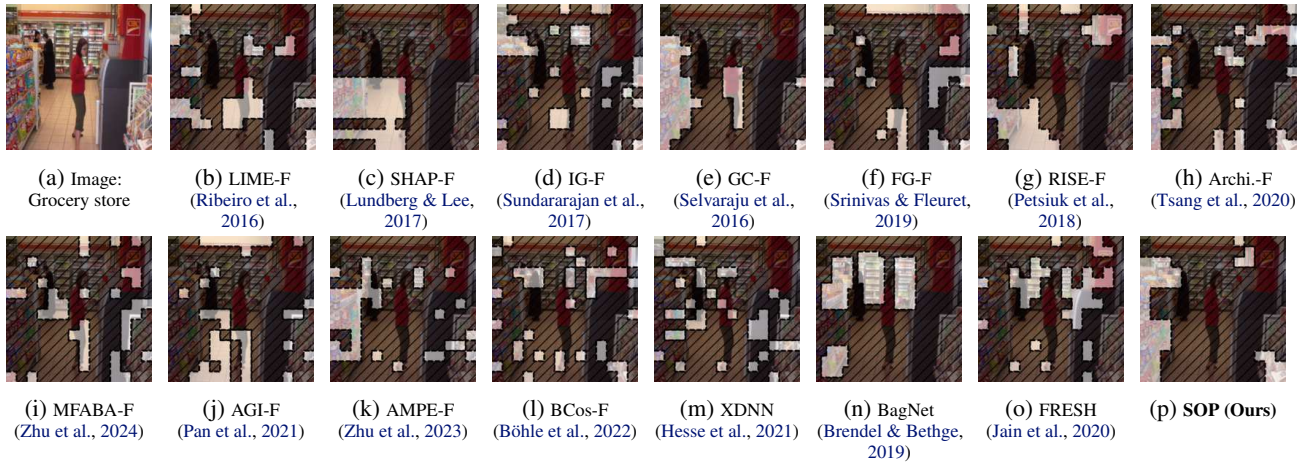 (a) Image:
Grocery store
(b) LIME-F
(Ribeiro et al.,
2016)
(c) SHAP-F
(Lundberg & Lee,
2017)
(d) IG-F
(Sundararajan et al.,
2017)
(e) GC-F
(Selvaraju et al.,
2016)
(f) FG-F
(Srinivas & Fleuret,
2019)
(g) RISE-F
(Petsiuk et al.,
2018)
(h) Archi.-F
(Tsang et al., 2020)
(i) MFABA-F
(Zhu et al., 2024)
(j) AGI-F
(Pan et al., 2021)
(k) AMPE-F
(Zhu et al., 2023)
(l) BCos-F
(Böhle et al., 2022)
(m) XDNN
(Hesse et al., 2021)
(n) BagNet
(Brendel & Bethge,
2019)
(o) FRESH
(Jain et al., 2020)
(p) SOP (Ours)